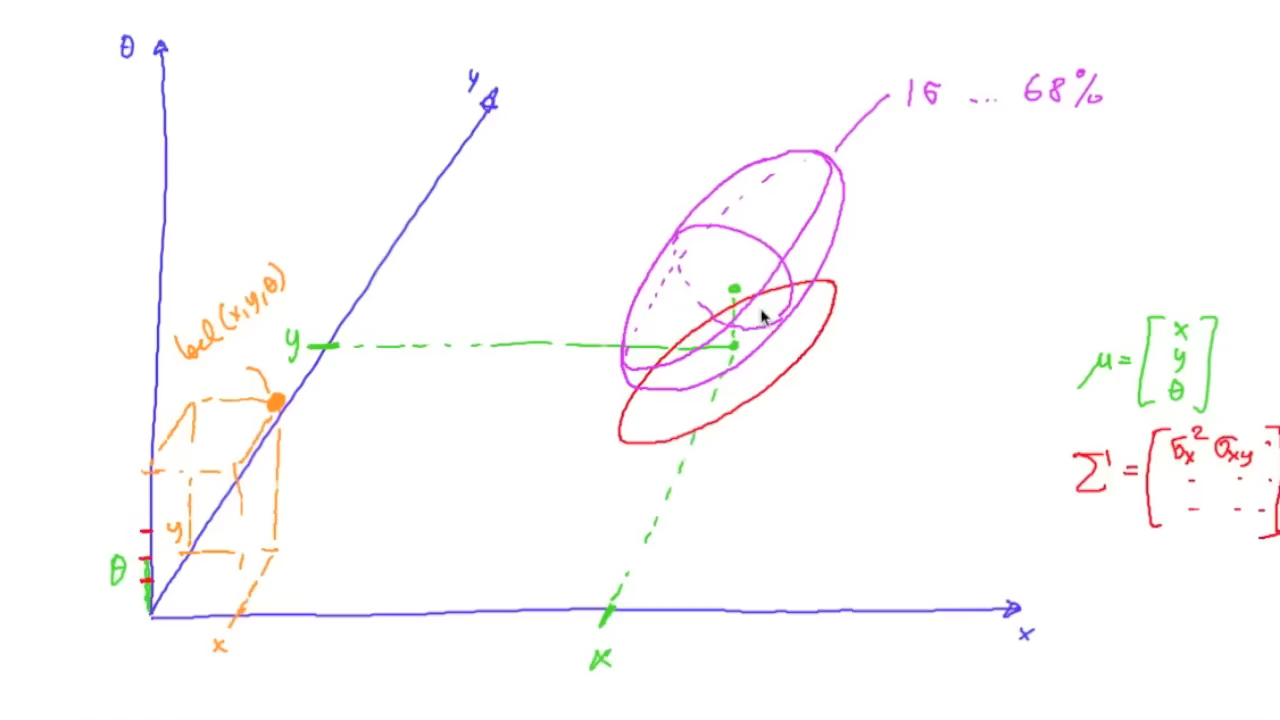 θ
y
1σ ... 68%
bel(x,y,θ)
y
μ = [ x
y
θ ]
Σ = [ σx² σxy
y
θ
x
x
x